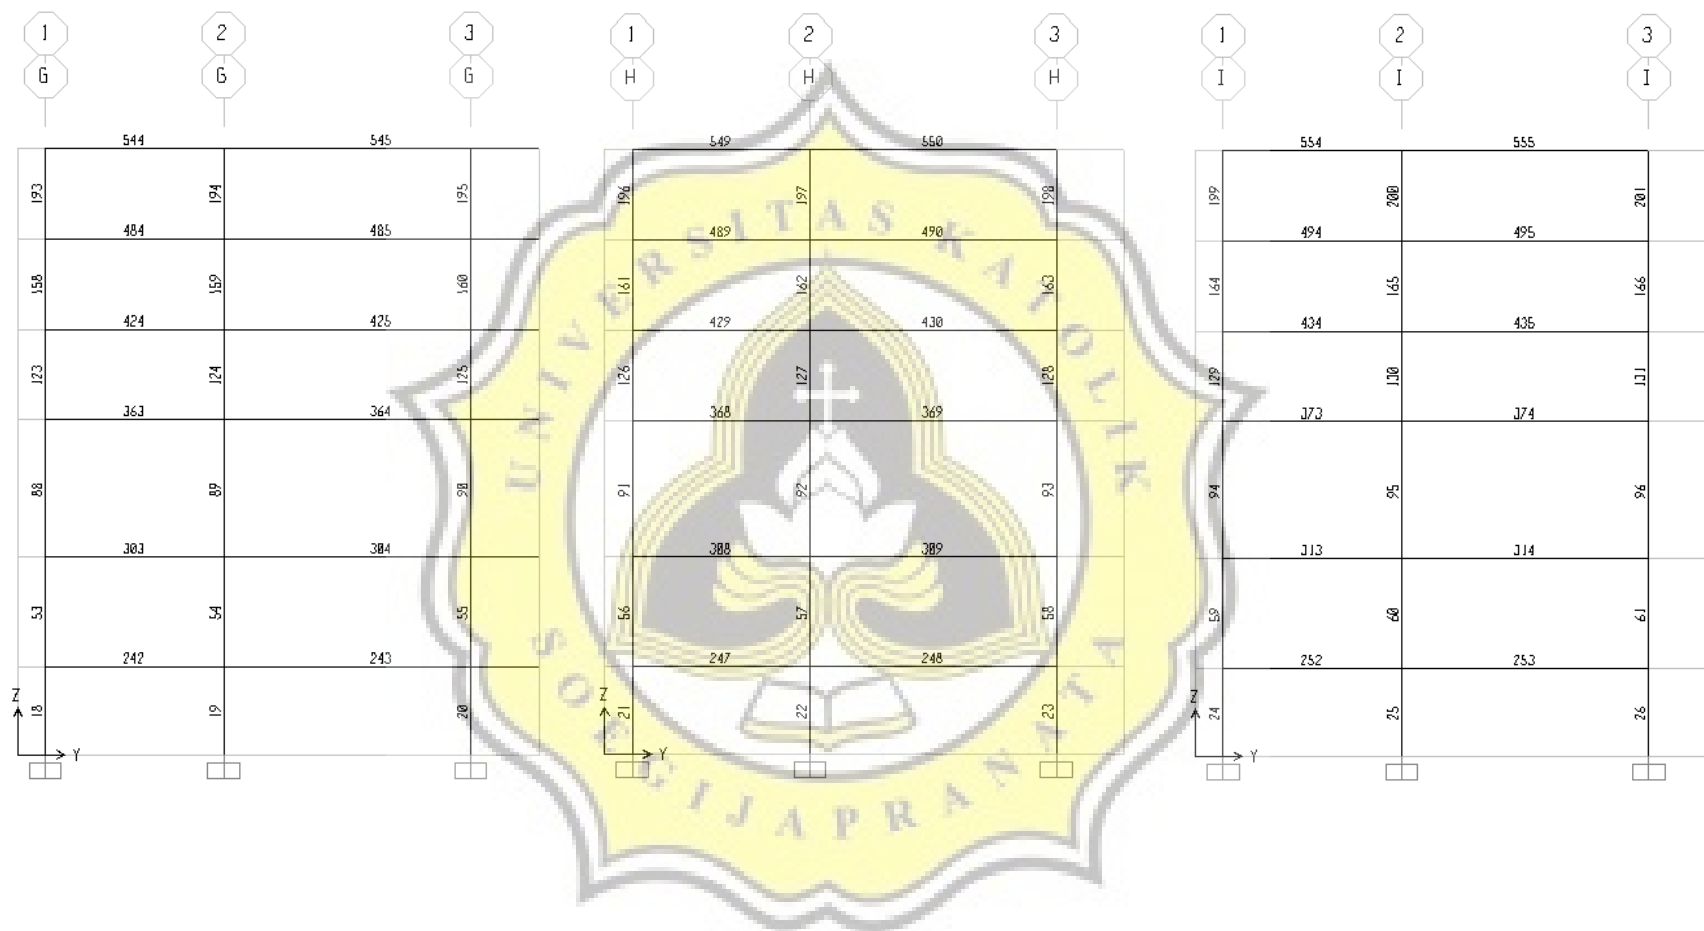 1 2 3 1 2 3 1 2 3
G G G H H H I I I
544 545 549 550 554 555
193 194 195 196 197 198 199 200 201
484 485 489 490 494 495
158 159 160 161 162 163 164 165 166
424 425 429 430 434 435
123 124 125 126 127 128 129 130 131
363 364 368 369 373 374
88 89 90 91 92 93 94 95 96
303 304 308 309 313 314
53 54 55 56 57 58 59 60 61
242 243 247 248 252 253
Z Z Z
18 19 20 21 22 23 24 25 26
Y Y Y
UNIVERSITAS KATOLIK
SOEGIJAPRANATA